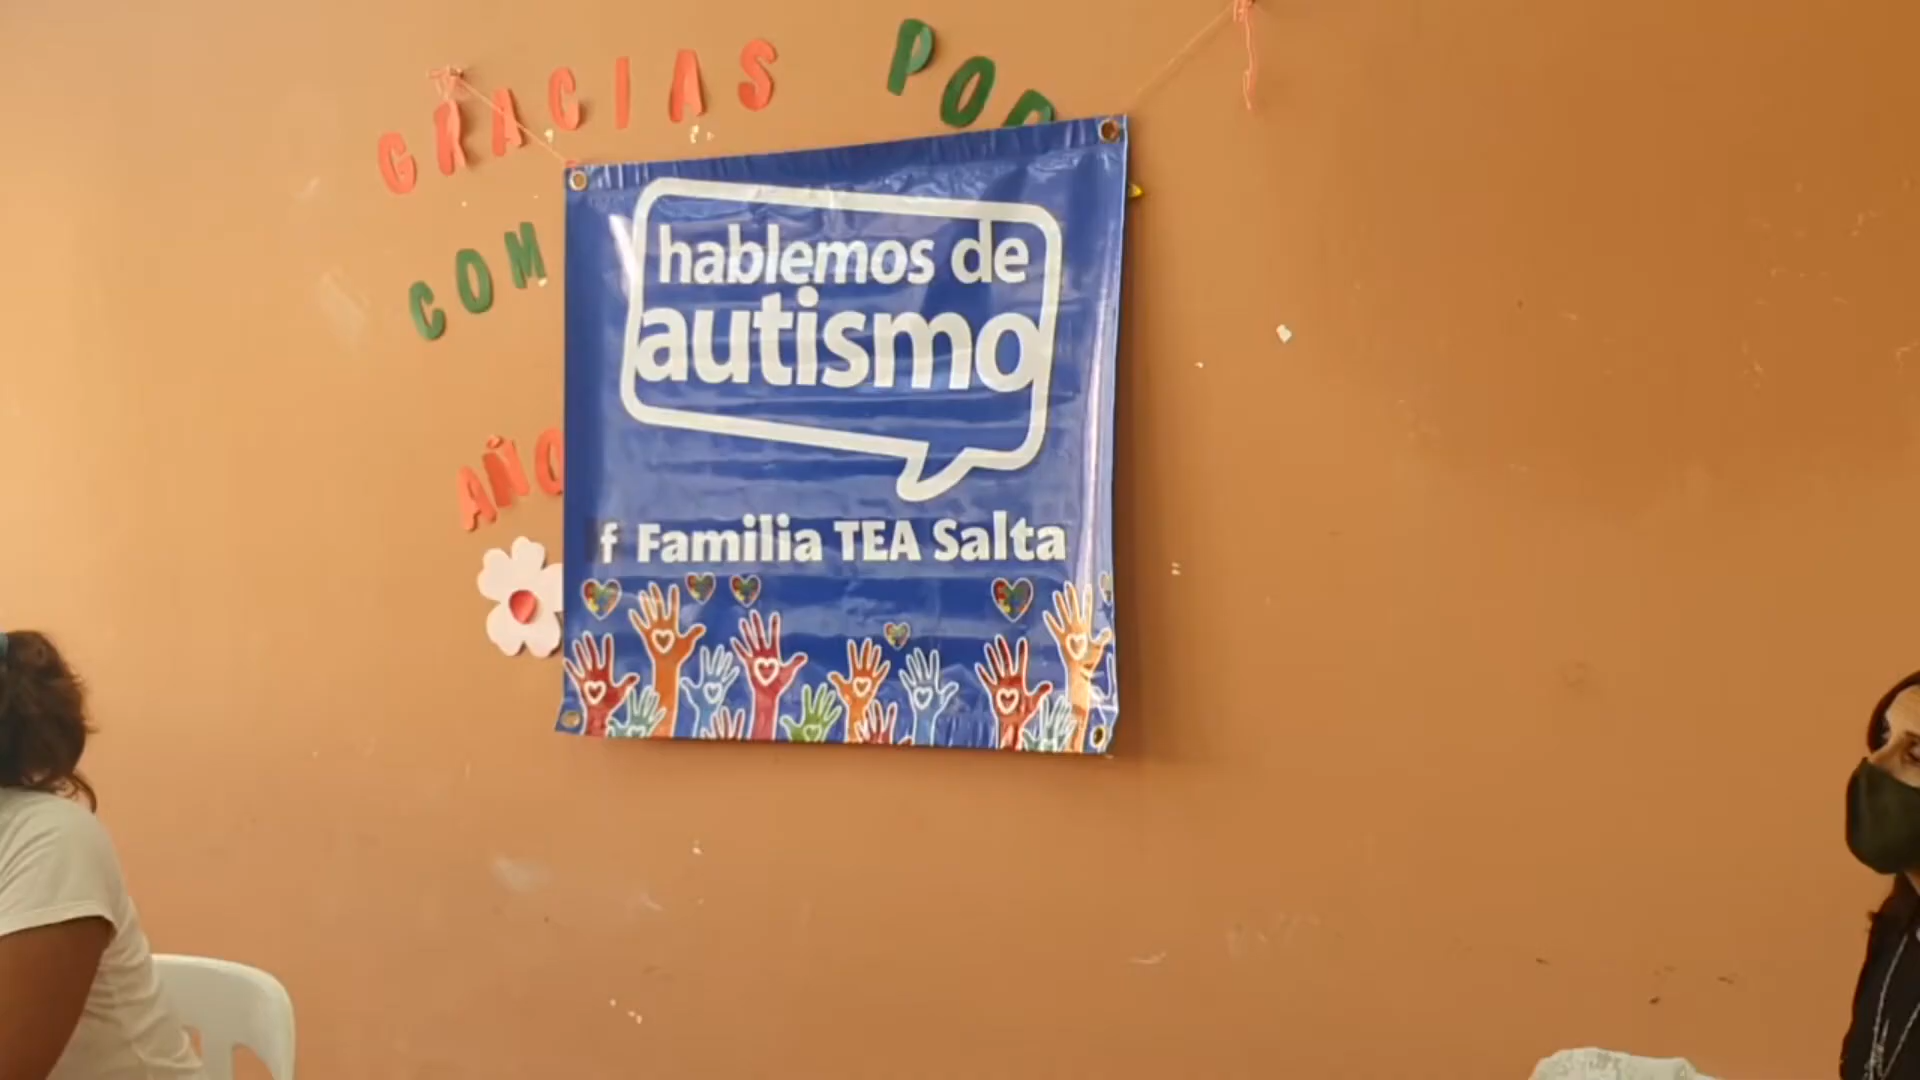 GRACIAS POR
COM
AÑO
hablemos de
autismo
f Familia TEA Salta